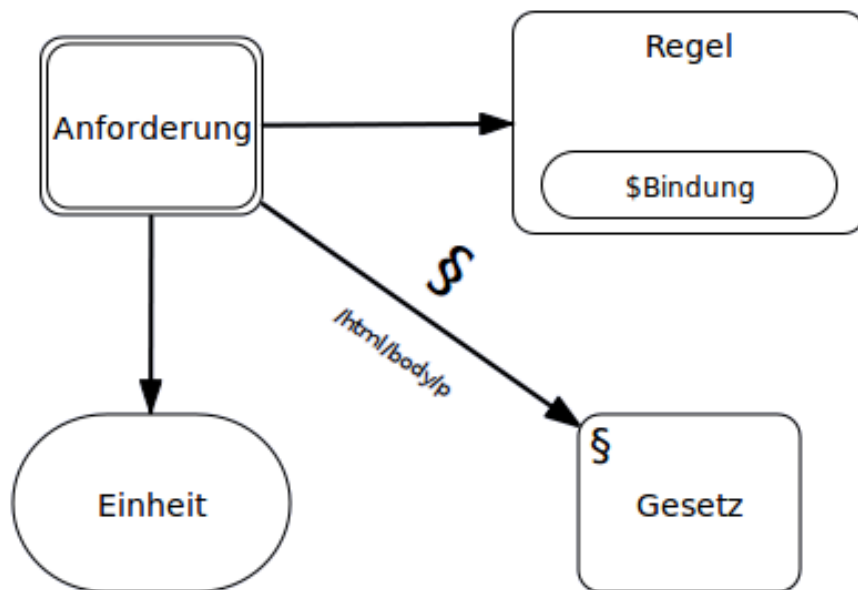 Regel
Anforderung
$Bindung
§
/html/body/p
§
Einheit
Gesetz